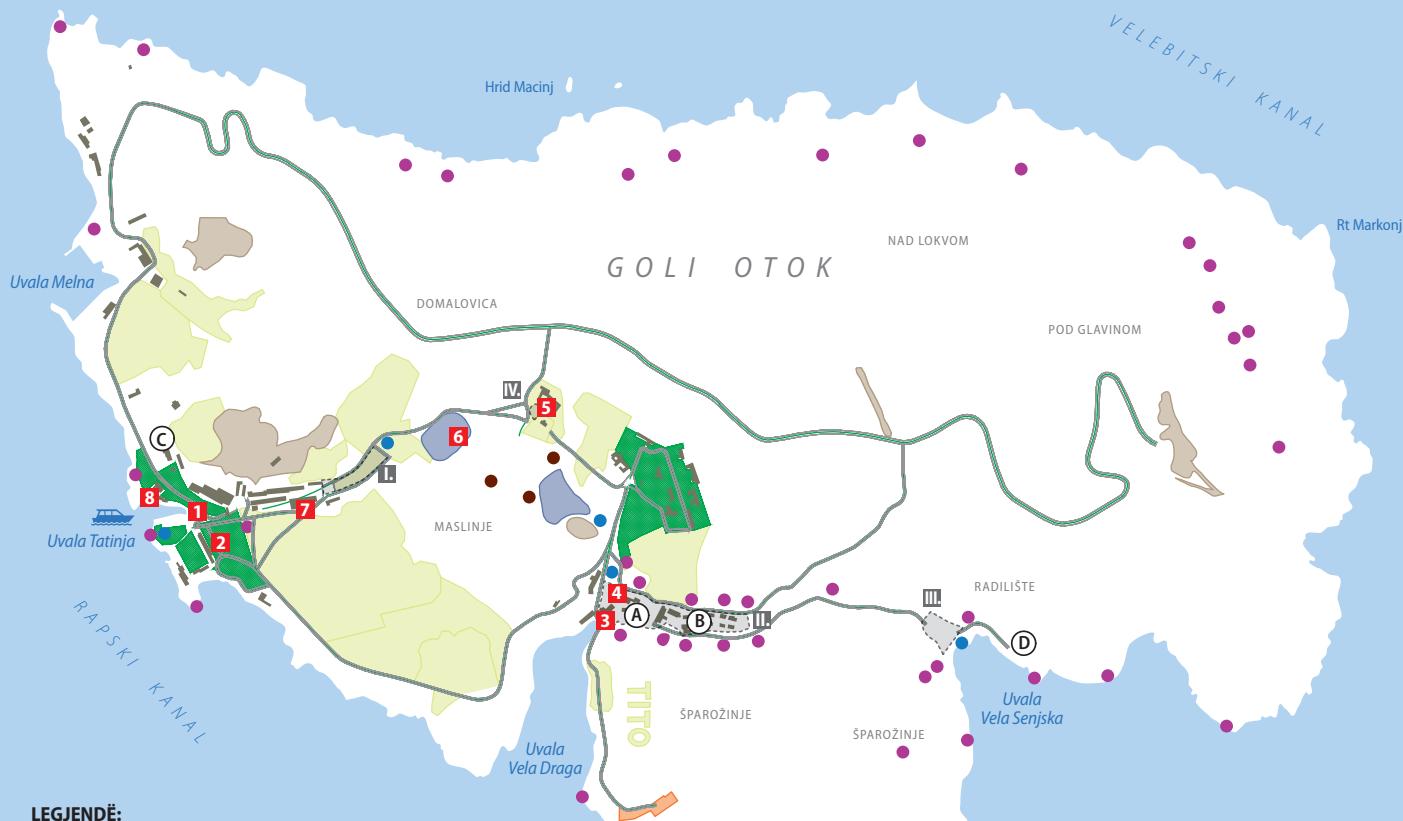 VELEBITSKI KANAL
Hrid Macinj
Rt Markonj
NAD LOKVOM
GOLI OTOK
Uvala Melna
DOMALOVICA
POD GLAVINOM
IV.
5
C
6
I.
8
1
7
MASLINJE
Uvala Tatinja
2
RADILIŠTE
4
III.
3
A
B
II.
D
RAPSKI KANAL
TITO
ŠPAROŽINJE
Uvala
Vela Senjska
ŠPAROŽINJE
Uvala
Vela Draga
LEGJENDË: